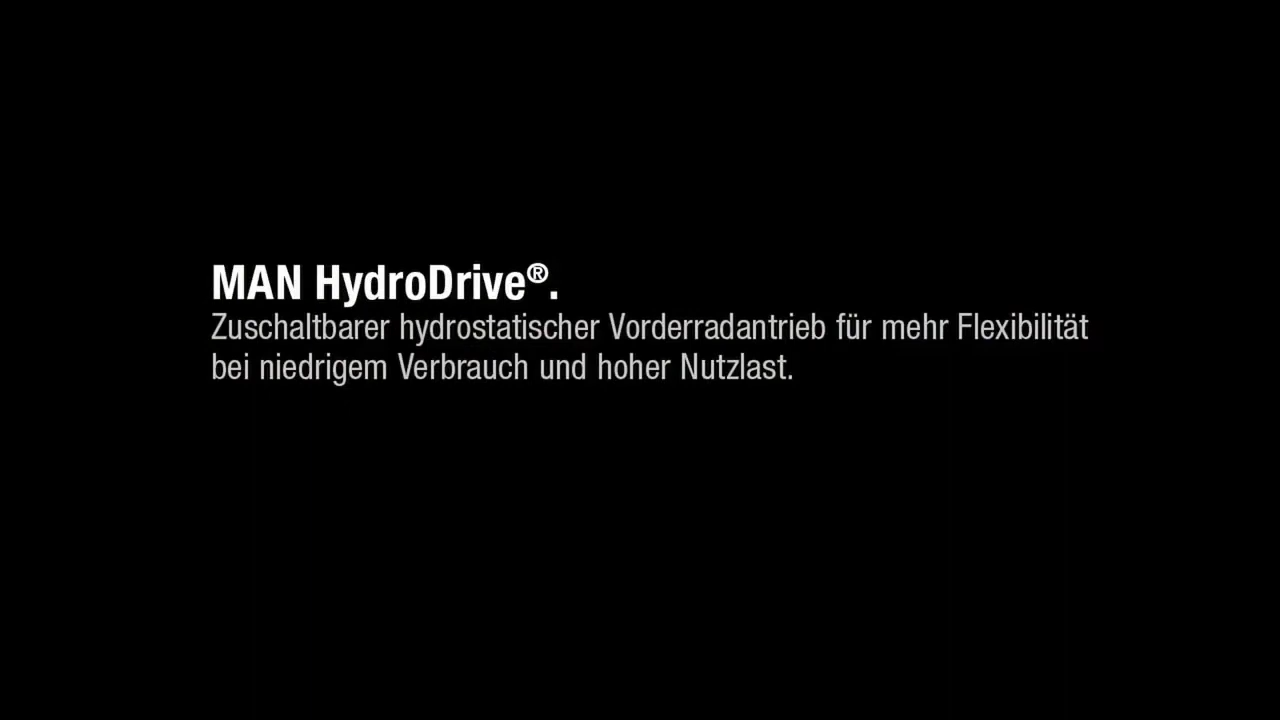 MAN HydroDrive®.
Zuschaltbarer hydrostatischer Vorderradantrieb für mehr Flexibilität
bei niedrigem Verbrauch und hoher Nutzlast.